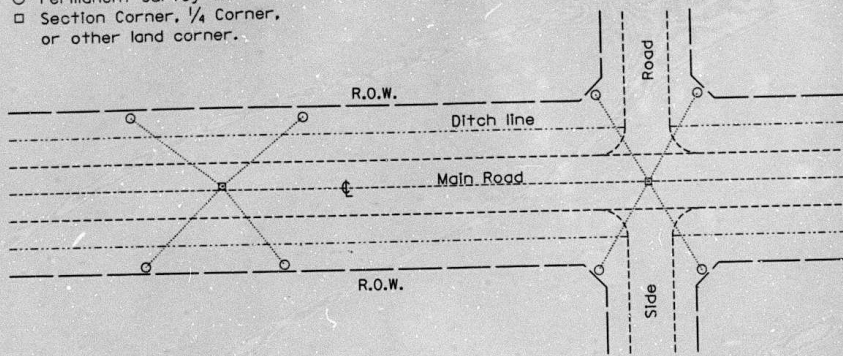 □ Section Corner, 1/4 Corner,
or other land corner.
R.O.W.
Ditch line
Road
Main Road
℄
R.O.W.
Side